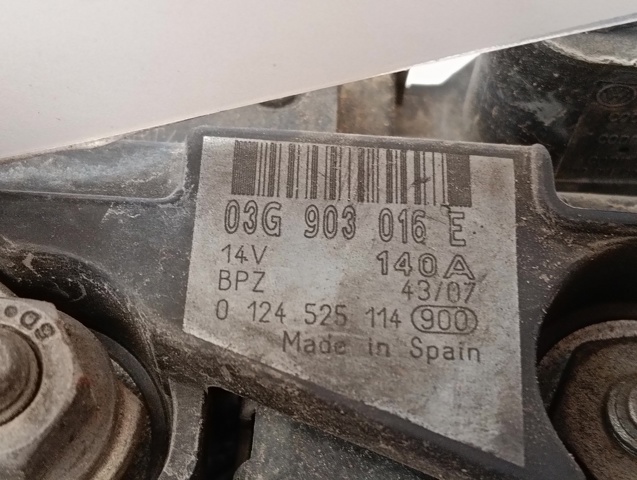 03G 903 016 E
14V 140A
BPZ 43/07
0 124 525 114 900
Made in Spain